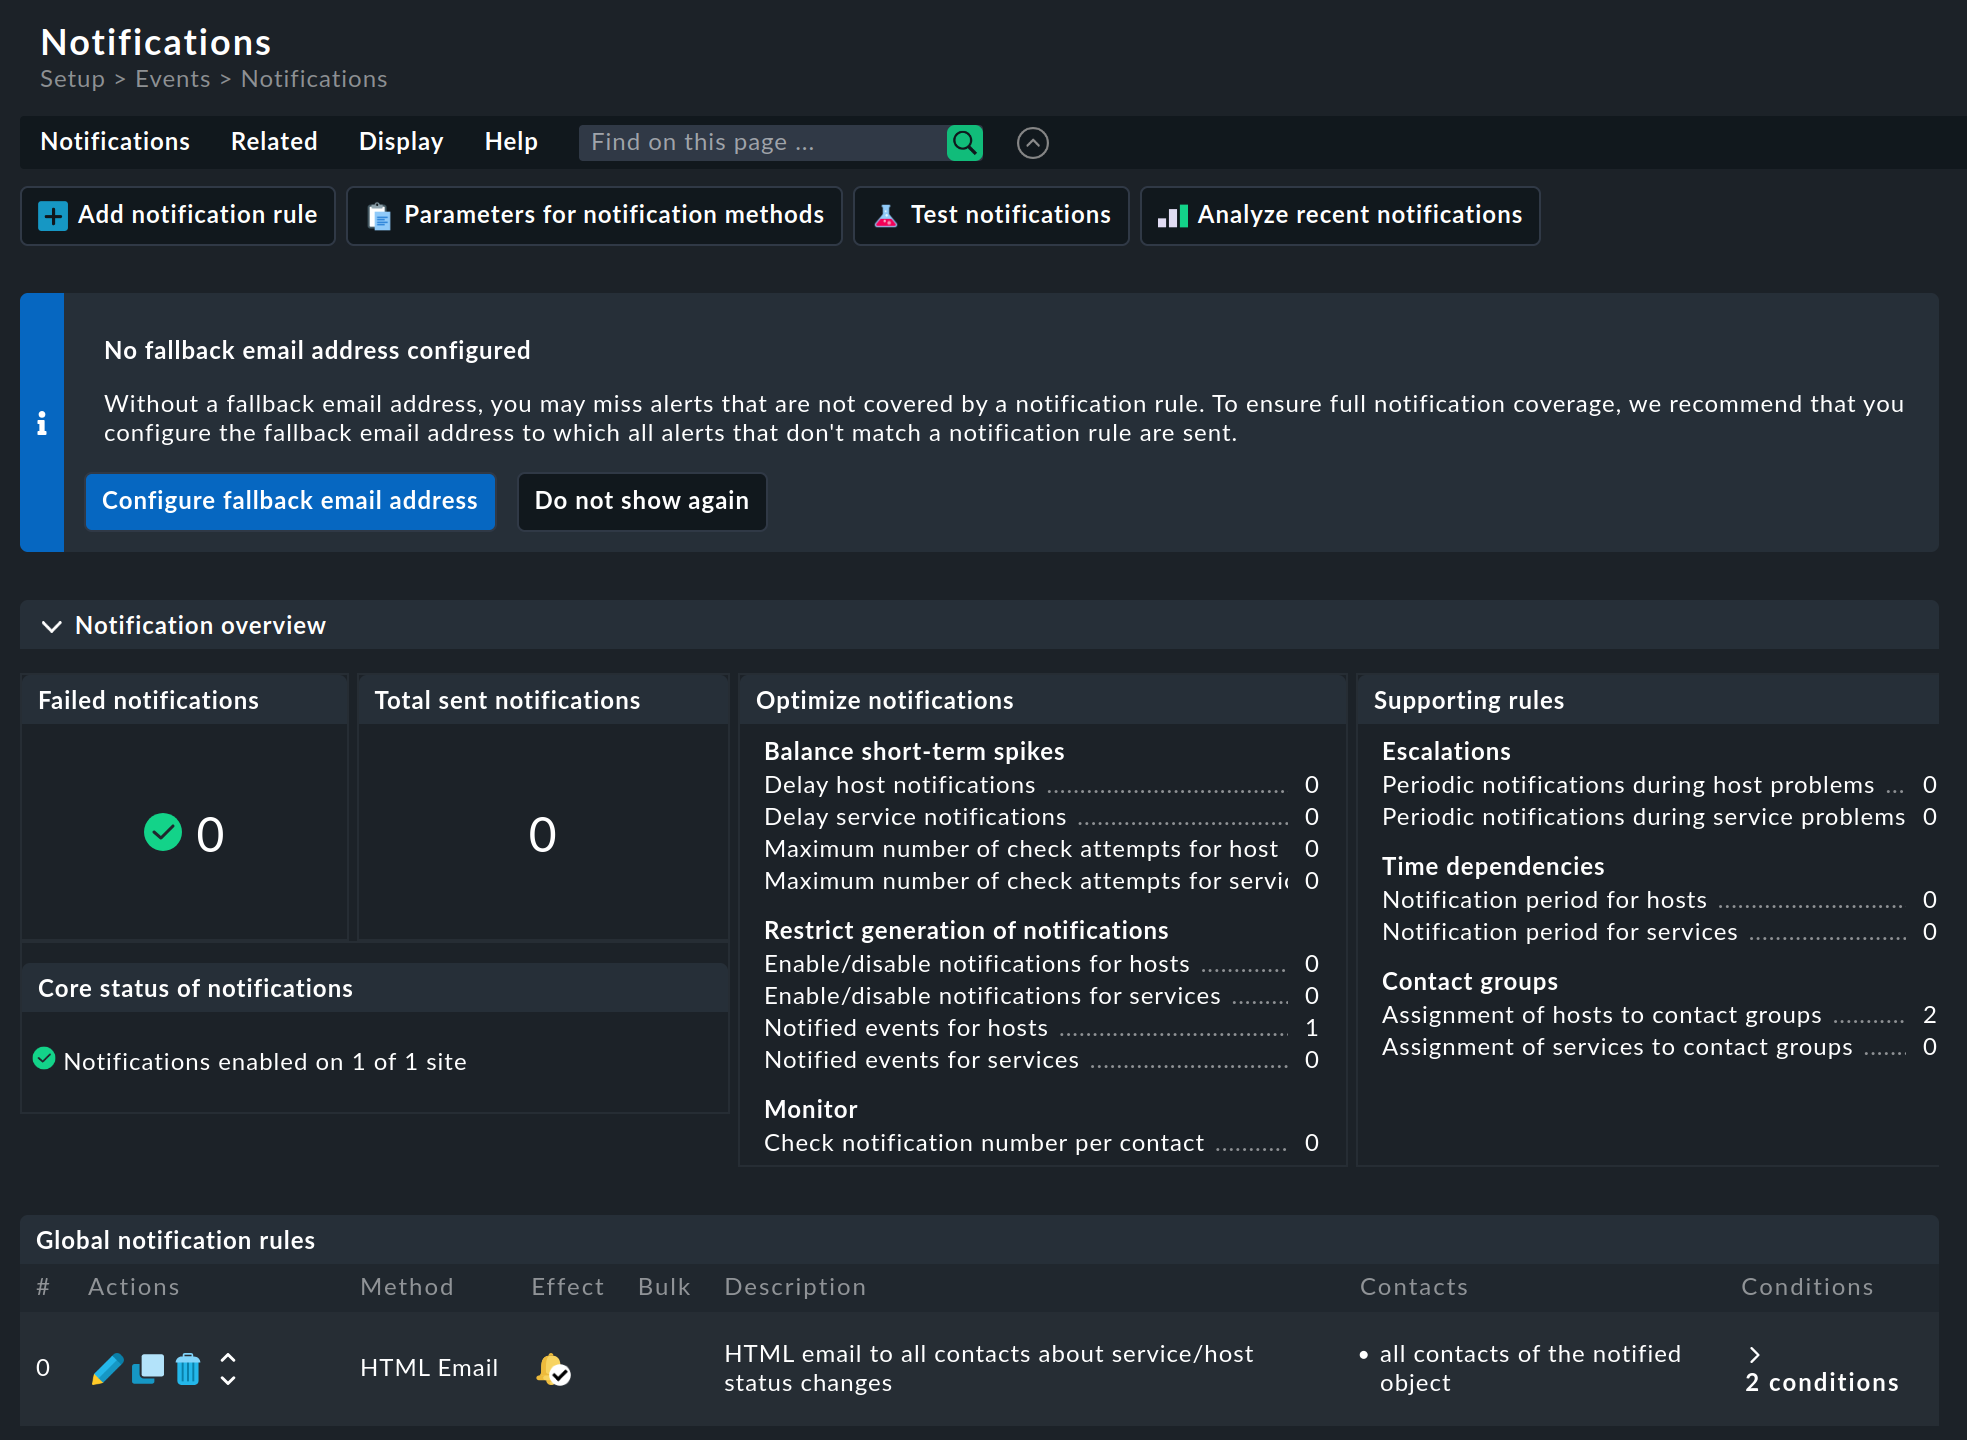 Notifications
Setup > Events > Notifications
Notifications Related Display Help Find on this page ...
Add notification rule Parameters for notification methods Test notifications Analyze recent notifications
No fallback email address configured
Without a fallback email address, you may miss alerts that are not covered by a notification rule. To ensure full notification coverage, we recommend that you
configure the fallback email address to which all alerts that don't match a notification rule are sent.
Configure fallback email address Do not show again
Notification overview
Failed notifications
0
Total sent notifications
0
Core status of notifications
Notifications enabled on 1 of 1 site
Optimize notifications
Balance short-term spikes
Delay host notifications .................................... 0
Delay service notifications ................................ 0
Maximum number of check attempts for host 0
Maximum number of check attempts for servic 0
Restrict generation of notifications
Enable/disable notifications for hosts ............. 0
Enable/disable notifications for services ......... 0
Notified events for hosts ................................... 1
Notified events for services .............................. 0
Monitor
Check notification number per contact ........... 0
Supporting rules
Escalations
Periodic notifications during host problems ... 0
Periodic notifications during service problems 0
Time dependencies
Notification period for hosts ............................ 0
Notification period for services ........................ 0
Contact groups
Assignment of hosts to contact groups ........... 2
Assignment of services to contact groups ....... 0
Global notification rules
# Actions Method Effect Bulk Description Contacts Conditions
0 HTML Email
HTML email to all contacts about service/host
status changes
• all contacts of the notified
object
2 conditions